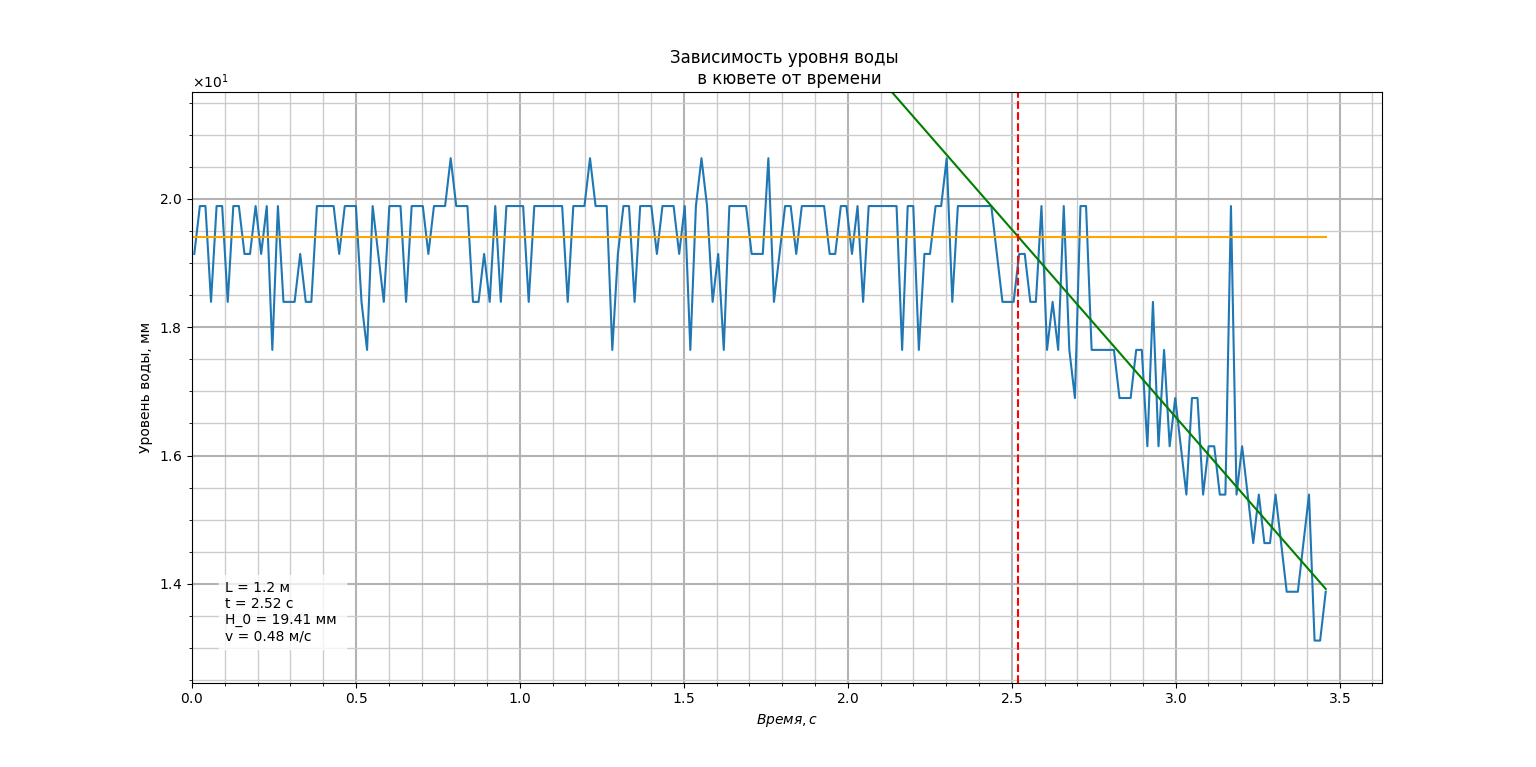 Зависимость уровня воды
в кювете от времени
×10¹
2.0
1.8
1.6
1.4
Уровень воды, мм
L = 1.2 м
t = 2.52 с
H_0 = 19.41 мм
v = 0.48 м/с
0.0 0.5 1.0 1.5 2.0 2.5 3.0 3.5
Время, с